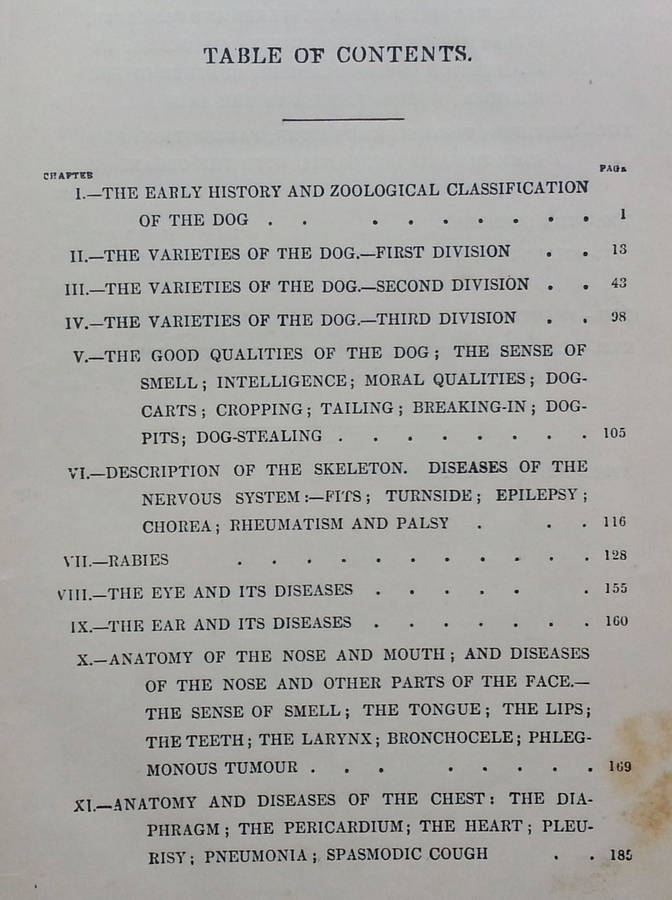 TABLE OF CONTENTS.
CHAPTER PAGE
I.—THE EARLY HISTORY AND ZOOLOGICAL CLASSIFICATION
OF THE DOG . . . . . . . . . . 1
II.—THE VARIETIES OF THE DOG.—FIRST DIVISION . . 13
III.—THE VARIETIES OF THE DOG.—SECOND DIVISION . . 43
IV.—THE VARIETIES OF THE DOG.—THIRD DIVISION . . 98
V.—THE GOOD QUALITIES OF THE DOG; THE SENSE OF
SMELL; INTELLIGENCE; MORAL QUALITIES; DOG-
CARTS; CROPPING; TAILING; BREAKING-IN; DOG-
PITS; DOG-STEALING . . . . . . . . 105
VI.—DESCRIPTION OF THE SKELETON. DISEASES OF THE
NERVOUS SYSTEM:—FITS; TURNSIDE; EPILEPSY;
CHOREA; RHEUMATISM AND PALSY . . . 116
VII.—RABIES . . . . . . . . . . . 128
VIII.—THE EYE AND ITS DISEASES . . . . . . 155
IX.—THE EAR AND ITS DISEASES . . . . . . . 160
X.—ANATOMY OF THE NOSE AND MOUTH; AND DISEASES
OF THE NOSE AND OTHER PARTS OF THE FACE.—
THE SENSE OF SMELL; THE TONGUE; THE LIPS;
THE TEETH; THE LARYNX; BRONCHOCELE; PHLEG-
MONOUS TUMOUR . . . . . . . . 169
XI.—ANATOMY AND DISEASES OF THE CHEST: THE DIA-
PHRAGM; THE PERICARDIUM; THE HEART; PLEU-
RISY; PNEUMONIA; SPASMODIC COUGH . . 185